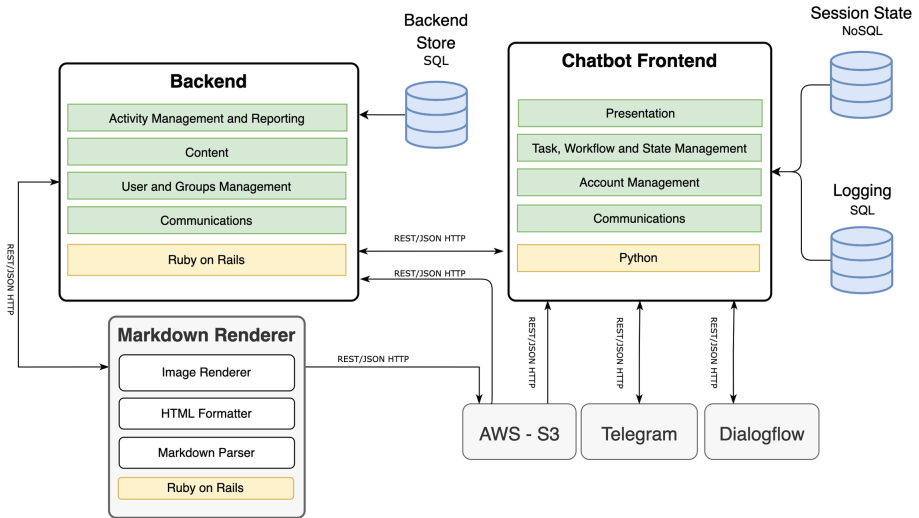 Backend
Store
SQL
Session State
NoSQL
Backend
Activity Management and Reporting
Content
User and Groups Management
Communications
Ruby on Rails
Chatbot Frontend
Presentation
Task, Workflow and State Management
Account Management
Communications
Python
Logging
SQL
REST/JSON HTTP
REST/JSON HTTP
REST/JSON HTTP
Markdown Renderer
Image Renderer
HTML Formatter
Markdown Parser
Ruby on Rails
REST/JSON HTTP
REST/JSON HTTP
REST/JSON HTTP
REST/JSON HTTP
AWS - S3
Telegram
Dialogflow